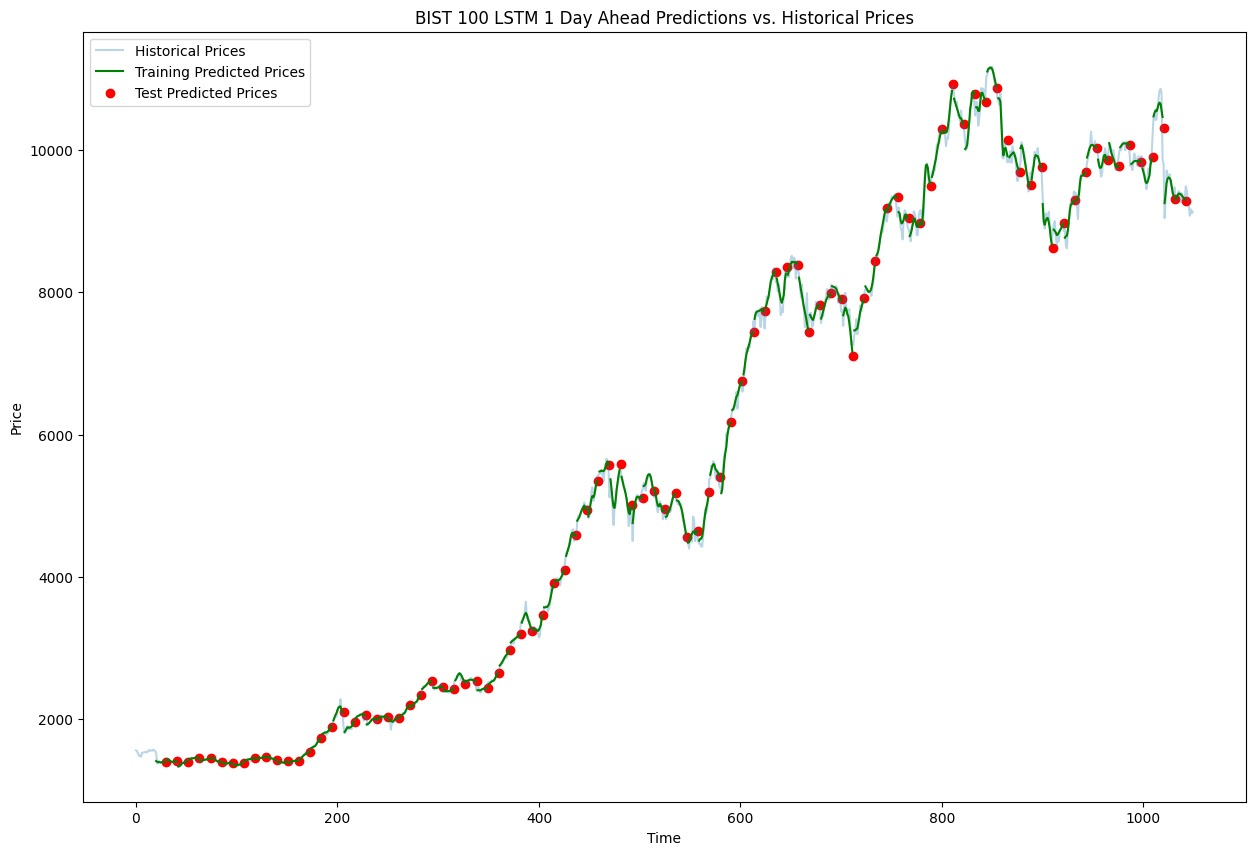 BIST 100 LSTM 1 Day Ahead Predictions vs. Historical Prices
Historical Prices
Training Predicted Prices
Test Predicted Prices
10000
8000
6000
4000
2000
Price
0 200 400 600 800 1000
Time